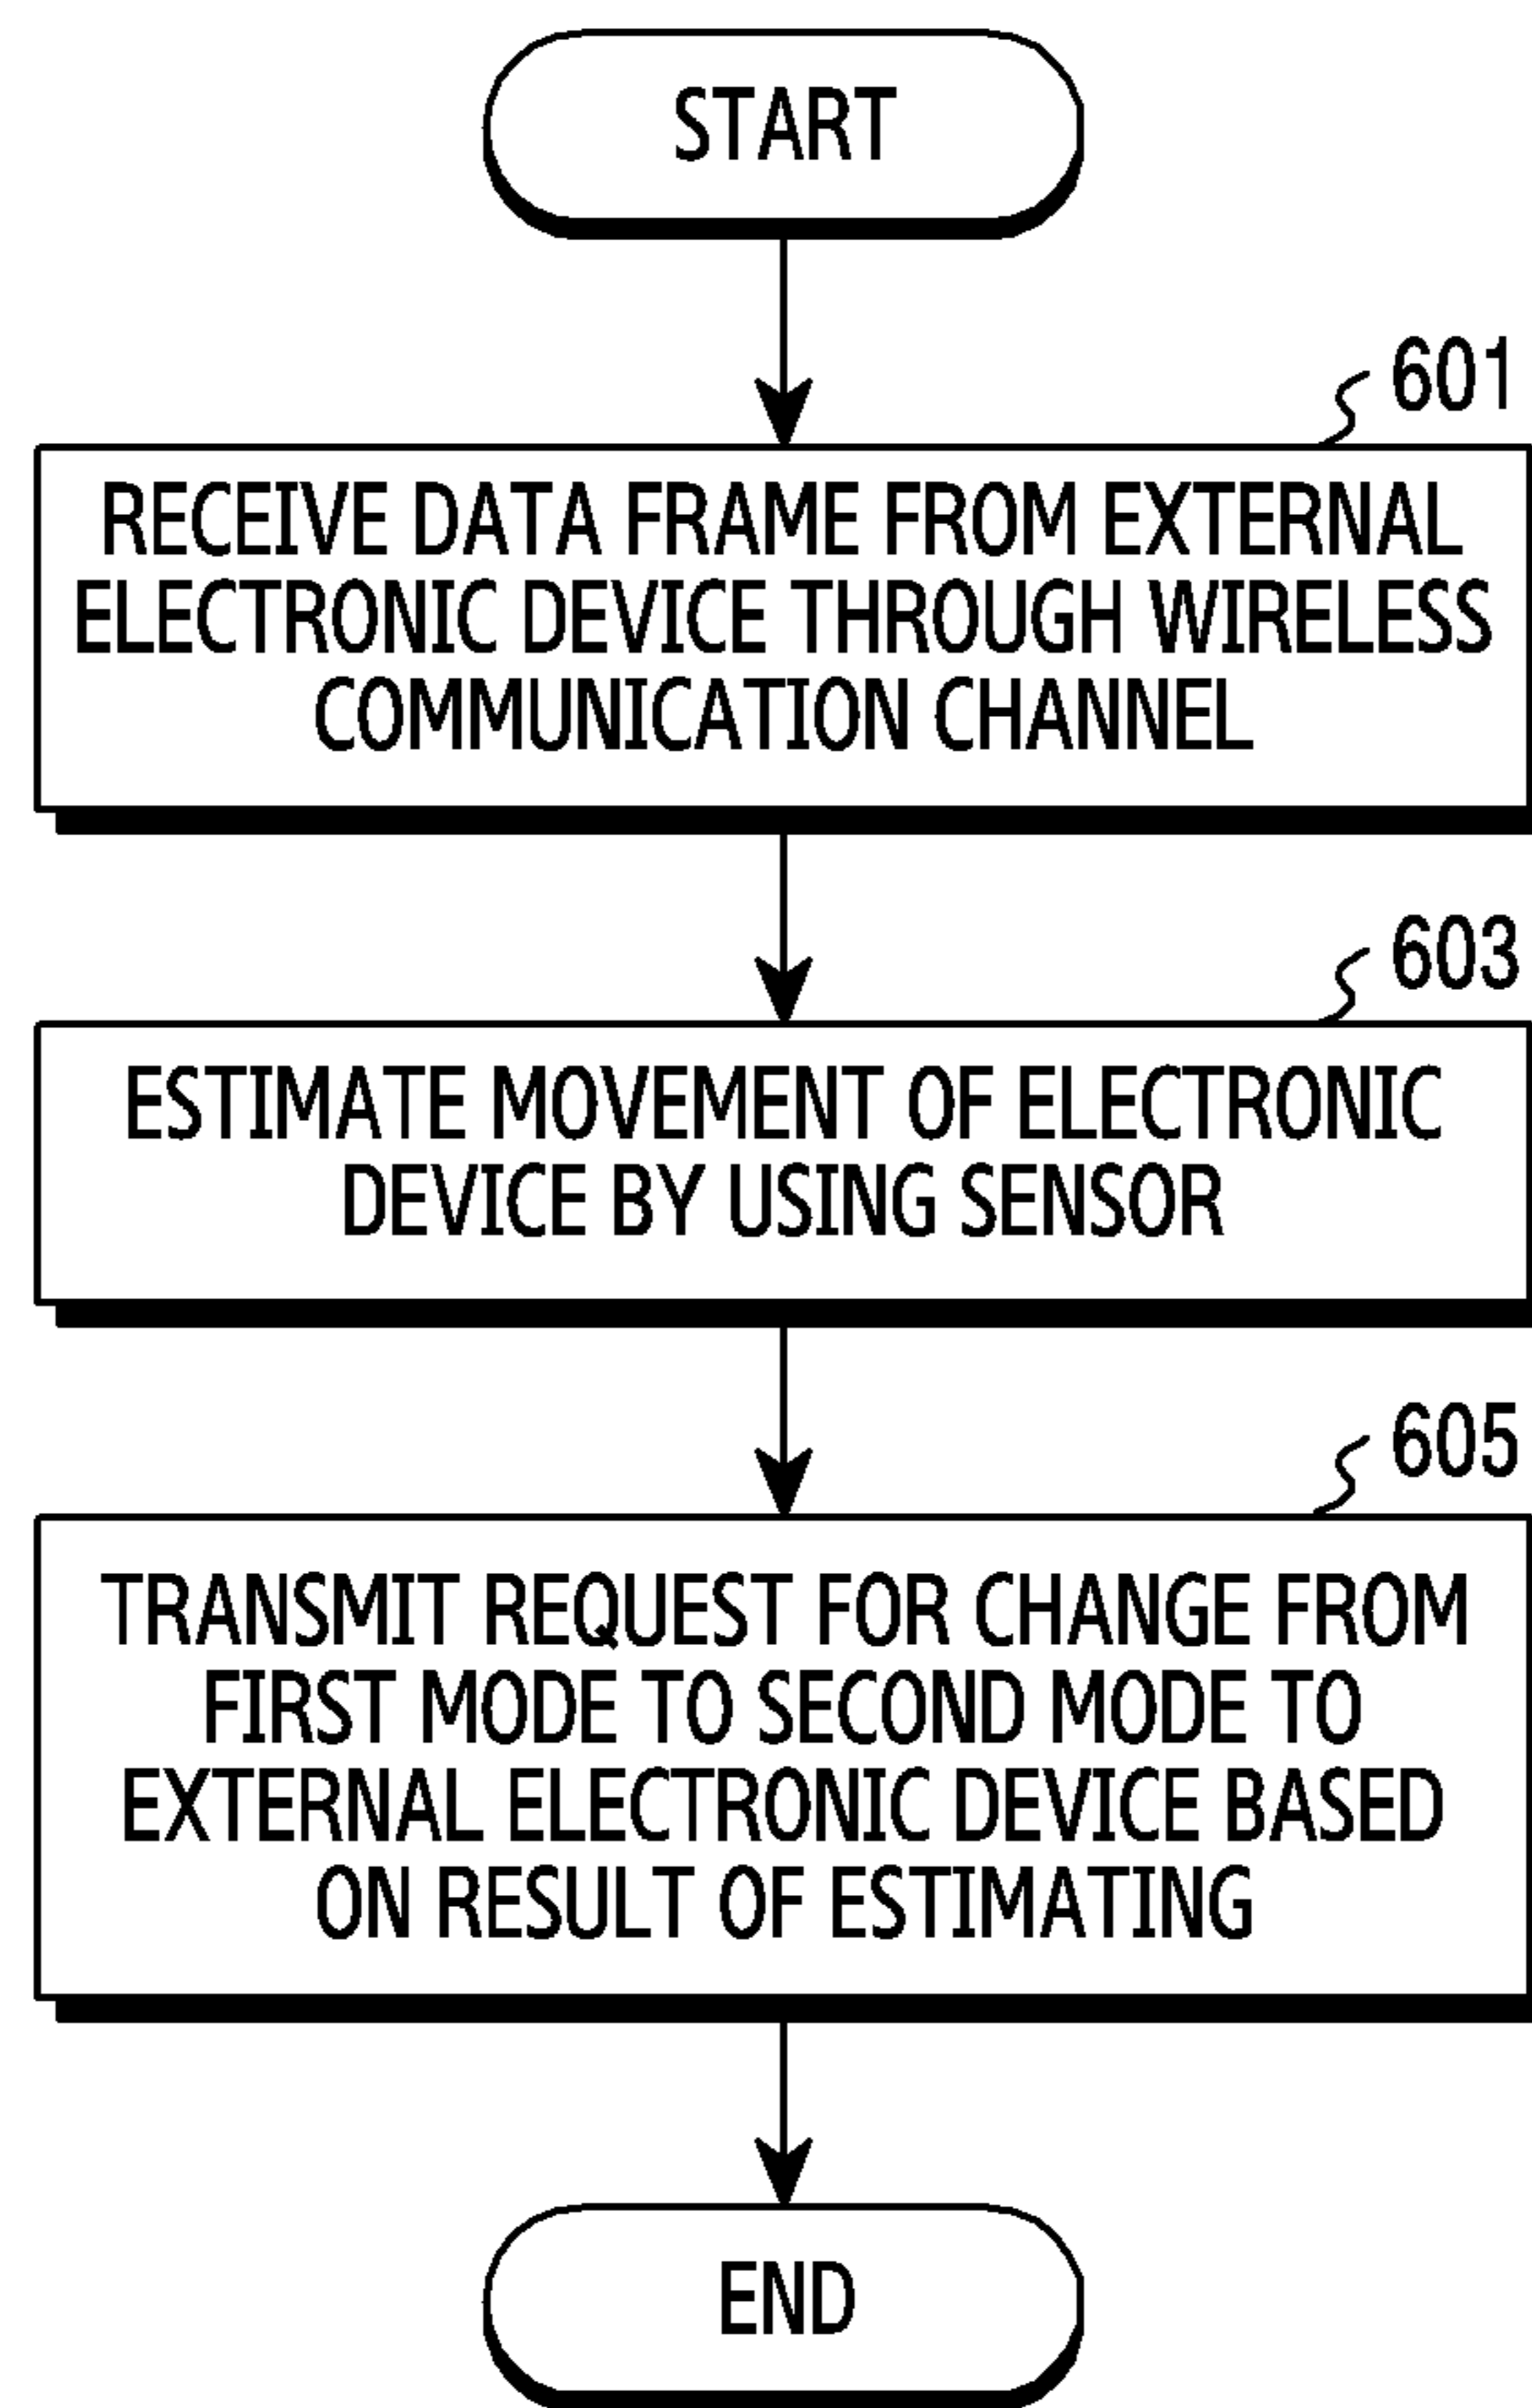 START
601
RECEIVE DATA FRAME FROM EXTERNAL
ELECTRONIC DEVICE THROUGH WIRELESS
COMMUNICATION CHANNEL
603
ESTIMATE MOVEMENT OF ELECTRONIC
DEVICE BY USING SENSOR
605
TRANSMIT REQUEST FOR CHANGE FROM
FIRST MODE TO SECOND MODE TO
EXTERNAL ELECTRONIC DEVICE BASED
ON RESULT OF ESTIMATING
END